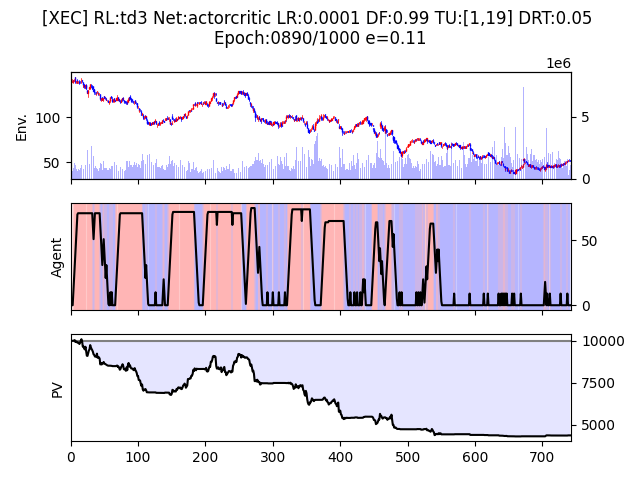 [XEC] RL:td3 Net:actorcritic LR:0.0001 DF:0.99 TU:[1,19] DRT:0.05
Epoch:0890/1000 e=0.11
1e6
Env.
100
50
5
0
Agent
50
0
PV
10000
7500
5000
0 100 200 300 400 500 600 700